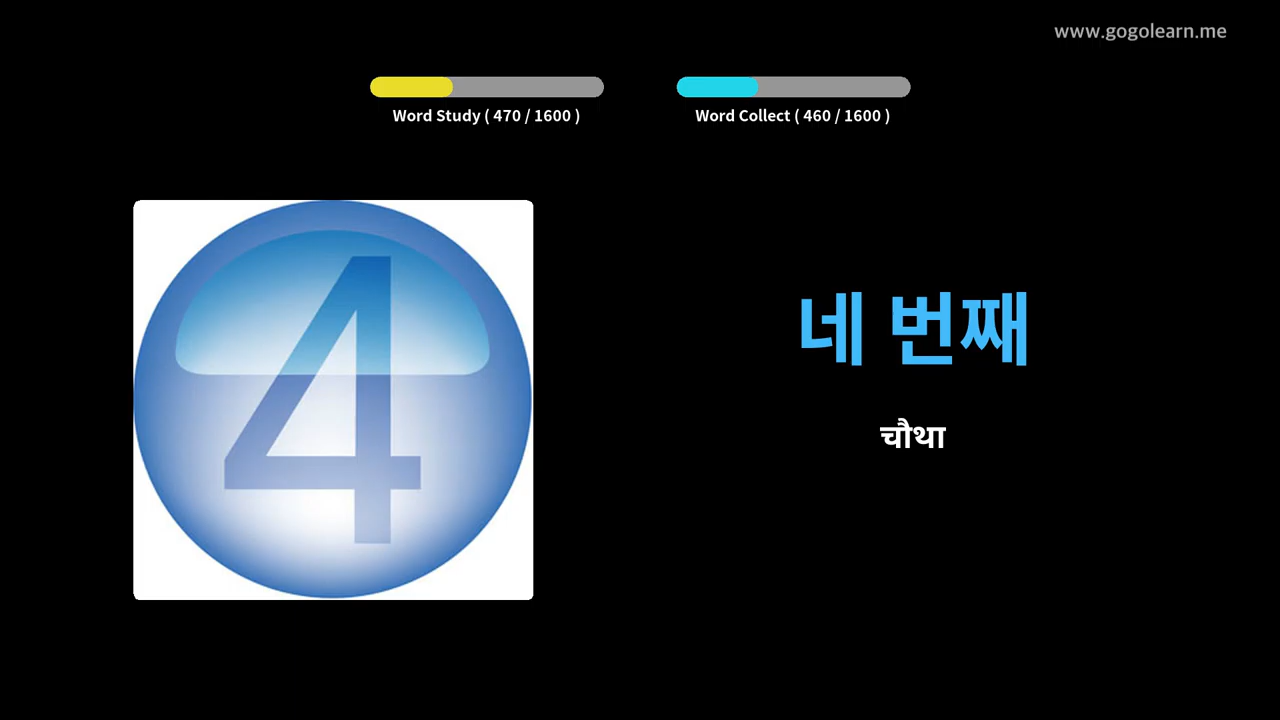 www.gogolearn.me
Word Study ( 470 / 1600 )
Word Collect ( 460 / 1600 )
4
네 번째
चौथा